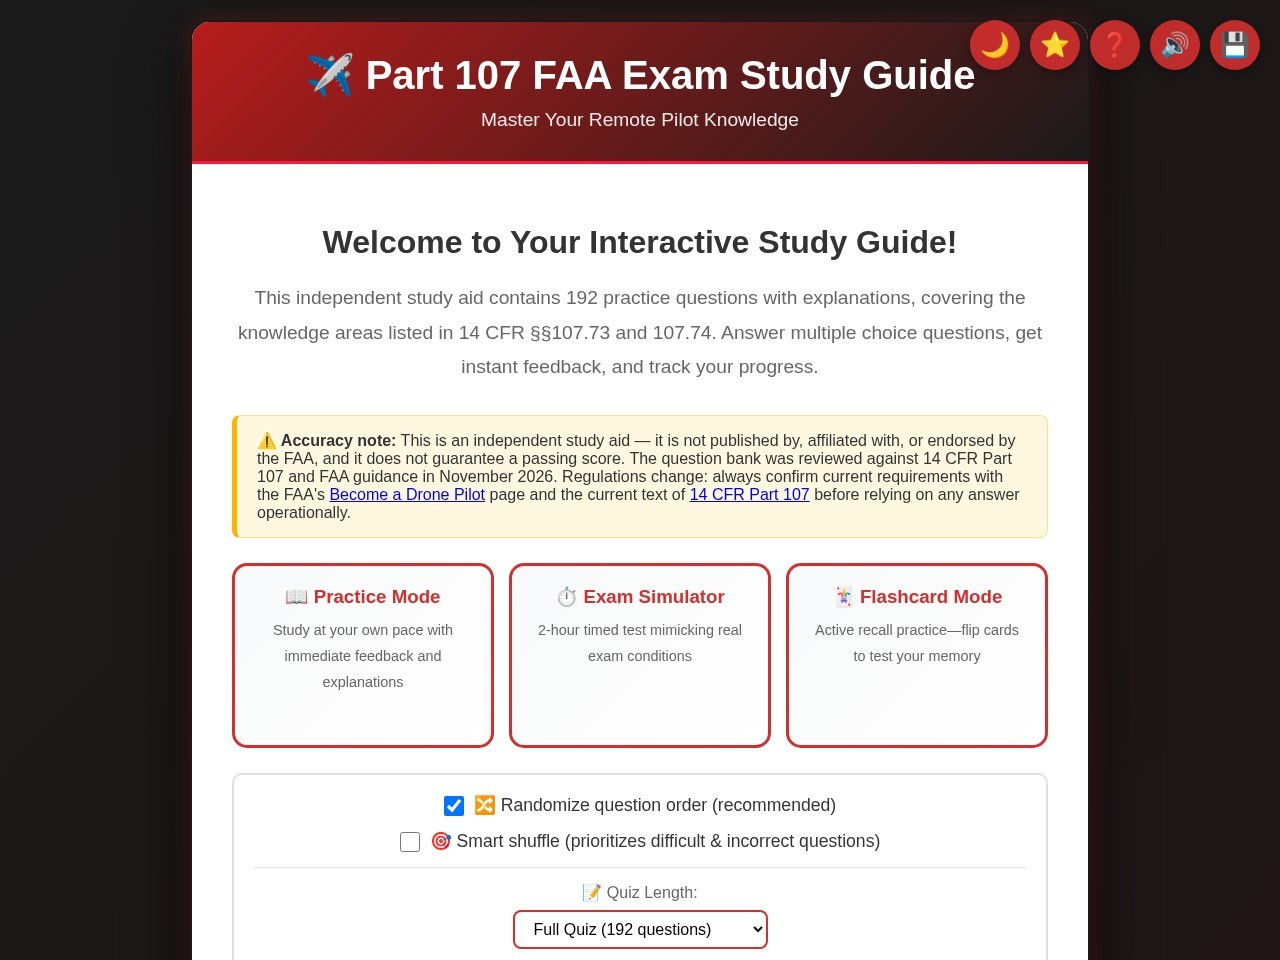 ✈️ Part 107 FAA Exam Study Guide
Master Your Remote Pilot Knowledge
Welcome to Your Interactive Study Guide!
This independent study aid contains 192 practice questions with explanations, covering the
knowledge areas listed in 14 CFR §§107.73 and 107.74. Answer multiple choice questions, get
instant feedback, and track your progress.
⚠️ Accuracy note: This is an independent study aid — it is not published by, affiliated with, or endorsed by
the FAA, and it does not guarantee a passing score. The question bank was reviewed against 14 CFR Part
107 and FAA guidance in November 2026. Regulations change: always confirm current requirements with
the FAA's Become a Drone Pilot page and the current text of 14 CFR Part 107 before relying on any answer
operationally.
📖 Practice Mode
Study at your own pace with
immediate feedback and
explanations
⏱️ Exam Simulator
2-hour timed test mimicking real
exam conditions
🃏 Flashcard Mode
Active recall practice—flip cards
to test your memory
🔀 Randomize question order (recommended)
🎯 Smart shuffle (prioritizes difficult & incorrect questions)
📝 Quiz Length:
Full Quiz (192 questions)